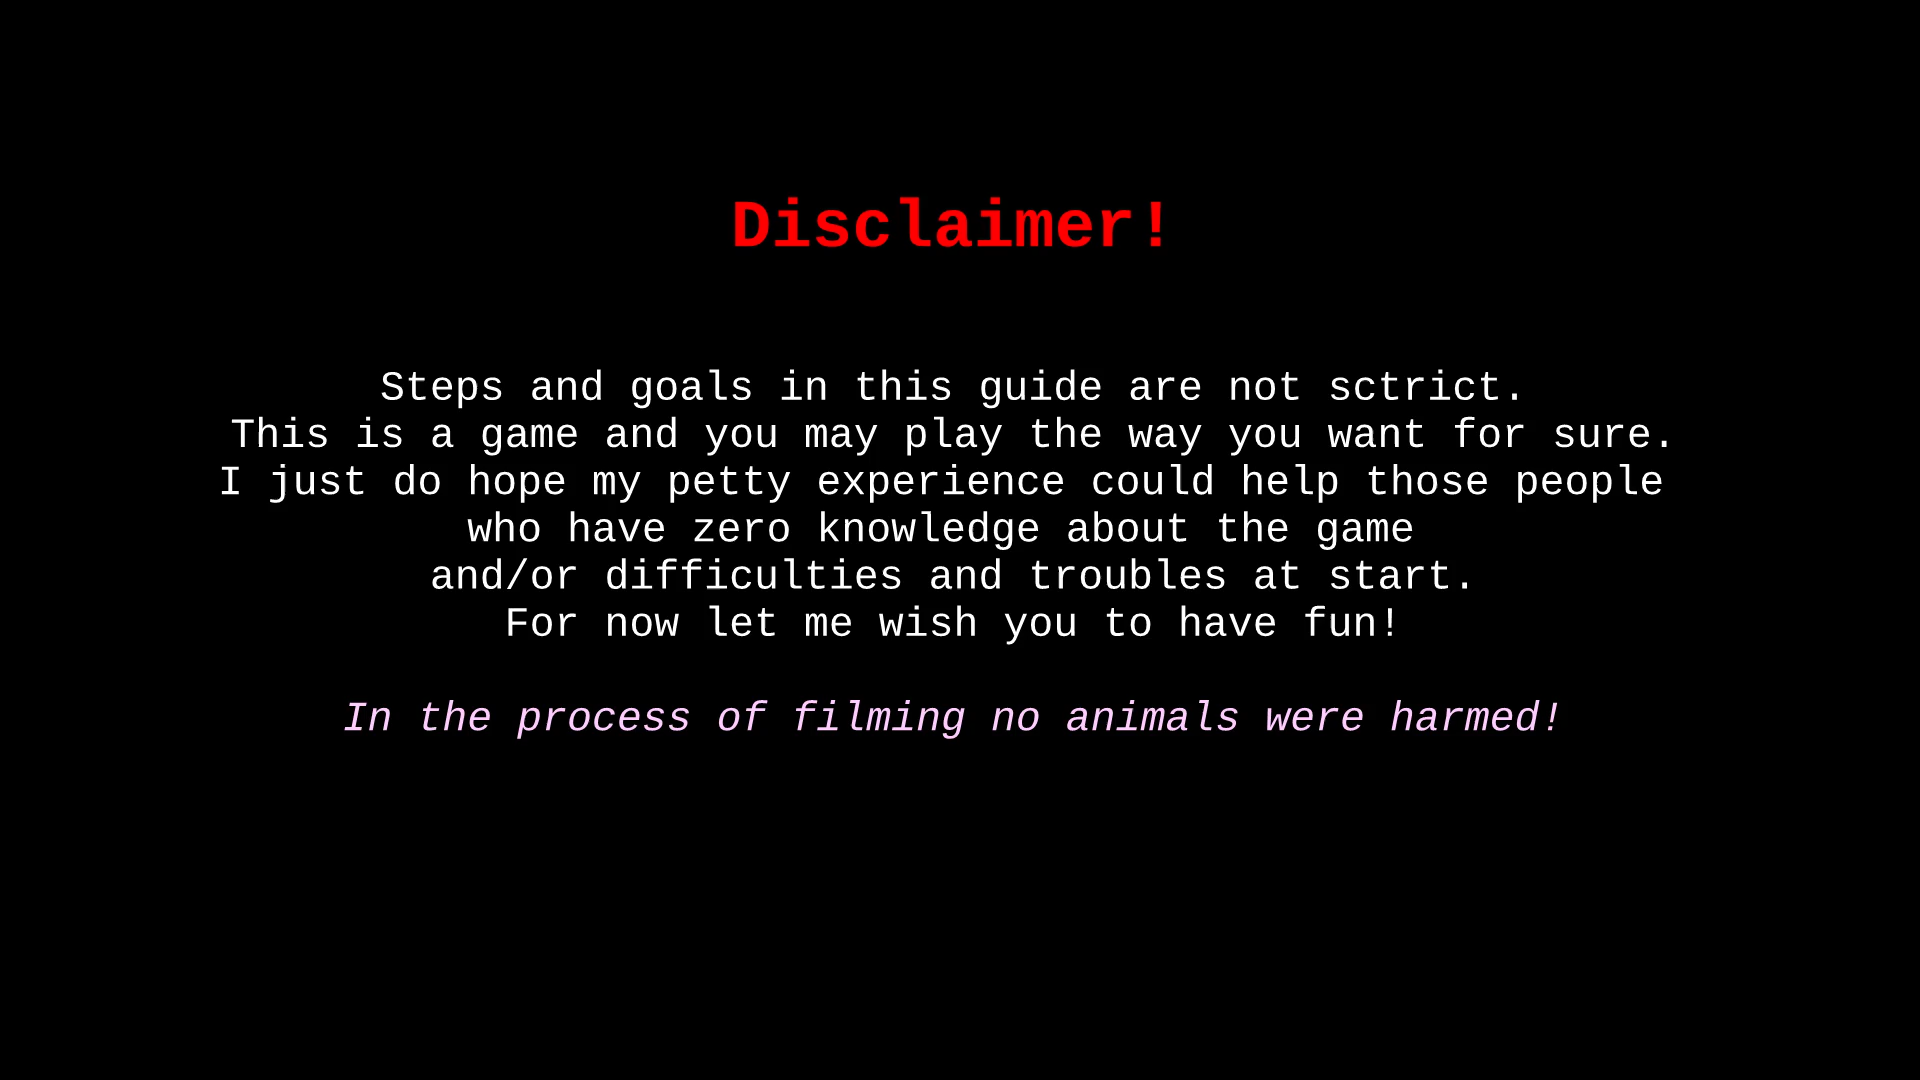 Disclaimer!
Steps and goals in this guide are not sctrict.
This is a game and you may play the way you want for sure.
I just do hope my petty experience could help those people
who have zero knowledge about the game
and/or difficulties and troubles at start.
For now let me wish you to have fun!
In the process of filming no animals were harmed!